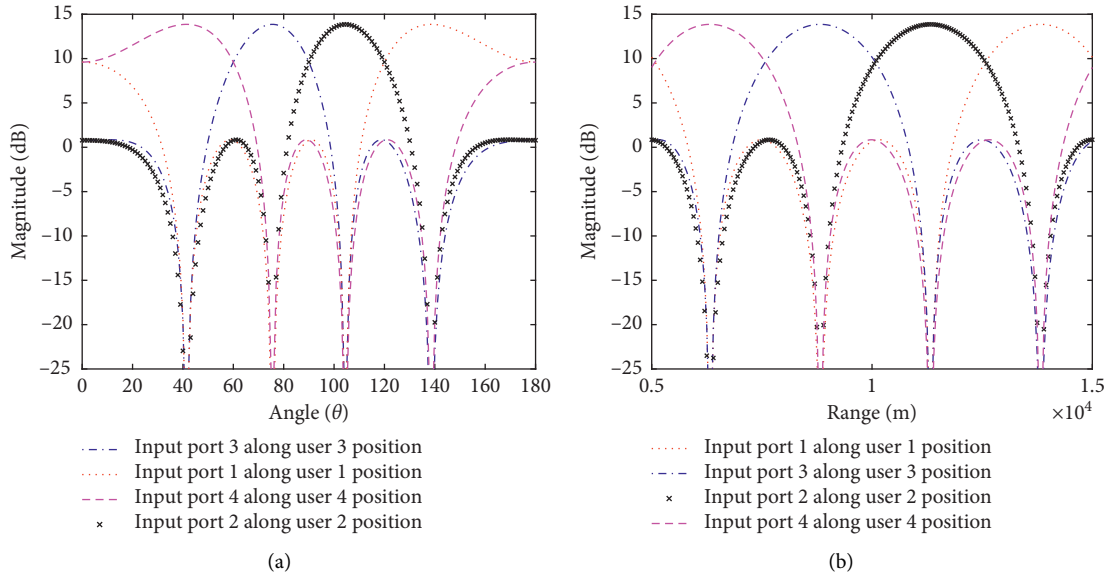 15
10
5
0
−5
−10
−15
−20
−25
Magnitude (dB)
0 20 40 60 80 100 120 140 160 180
Angle (θ)
Input port 3 along user 3 position
Input port 1 along user 1 position
Input port 4 along user 4 position
Input port 2 along user 2 position
(a)
15
10
5
0
−5
−10
−15
−20
−25
Magnitude (dB)
0.5 1 1.5
Range (m)
×10⁴
Input port 1 along user 1 position
Input port 3 along user 3 position
Input port 2 along user 2 position
Input port 4 along user 4 position
(b)